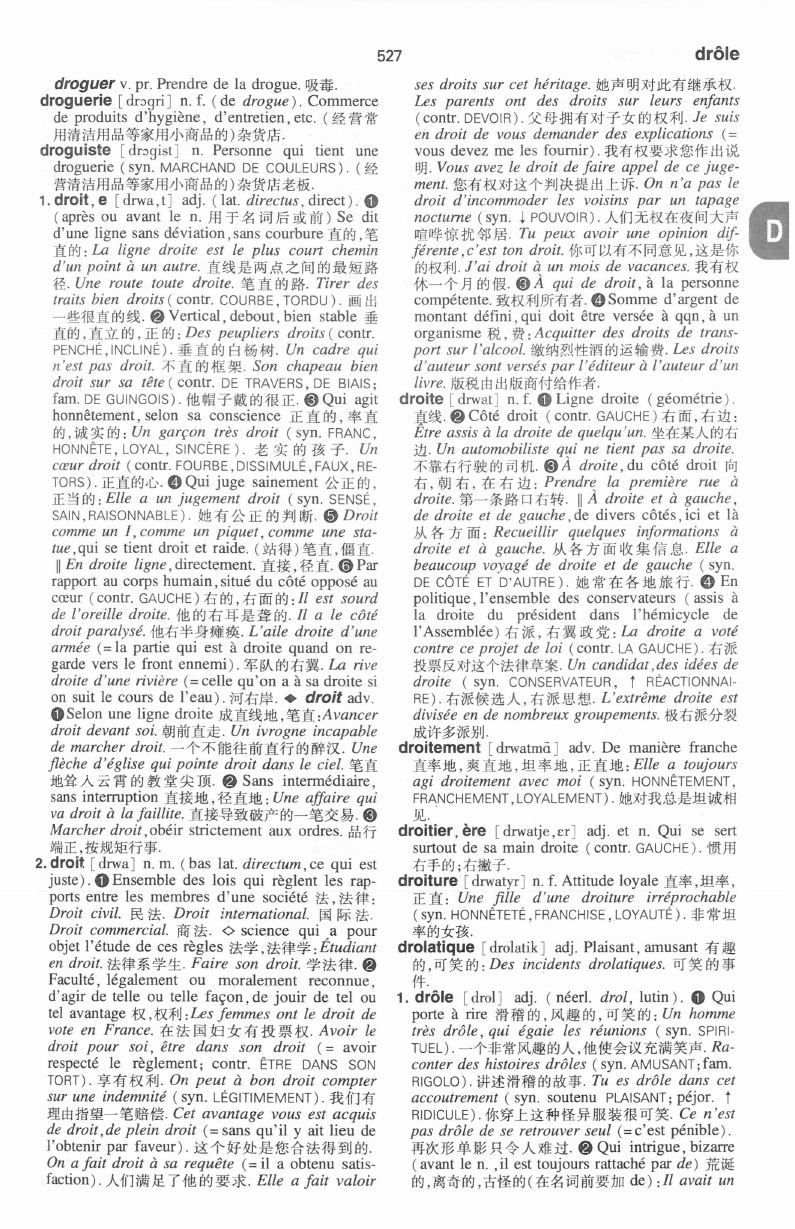 527
drôle
droguer v. pr. Prendre de la drogue. 吸毒.
droguerie [drɔgri] n. f. (de drogue). Commerce
de produits d'hygiène, d'entretien, etc. (经营常
用清洁用品等家用小商品的)杂货店.
droguiste [drɔgist] n. Personne qui tient une
droguerie (syn. MARCHAND DE COULEURS). (经
营清洁用品等家用小商品的)杂货店老板.
1. droit, e [drwa,t] adj. (lat. directus, direct). ❶
(après ou avant le n. 用于名词后或前) Se dit
d'une ligne sans déviation, sans courbure 直的,笔
直的: La ligne droite est le plus court chemin
d'un point à un autre. 直线是两点之间的最短路
径. Une route toute droite. 笔直的路. Tirer des
traits bien droits (contr. COURBE, TORDU). 画出
一些很直的线. ❷ Vertical, debout, bien stable 垂
直的,直立的,正的: Des peupliers droits (contr.
PENCHÉ, INCLINÉ). 垂直的白杨树. Un cadre qui
n'est pas droit. 不直的框架. Son chapeau bien
droit sur sa tête (contr. DE TRAVERS, DE BIAIS;
fam. DE GUINGOIS). 他帽子戴的很正. ❸ Qui agit
honnêtement, selon sa conscience 正直的,率直
的,诚实的: Un garçon très droit (syn. FRANC,
HONNÊTE, LOYAL, SINCÈRE). 老实的孩子. Un
cœur droit (contr. FOURBE, DISSIMULÉ, FAUX, RE-
TORS). 正直的心. ❹ Qui juge sainement 公正的,
正当的: Elle a un jugement droit (syn. SENSÉ,
SAIN, RAISONNABLE). 她有公正的判断. ❺ Droit
comme un I, comme un piquet, comme une sta-
tue, qui se tient droit et raide. (站得)笔直,僵直.
‖ En droite ligne, directement. 直接,径直. ❻ Par
rapport au corps humain, situé du côté opposé au
cœur (contr. GAUCHE) 右的,右面的: Il est sourd
de l'oreille droite. 他的右耳是聋的. Il a le côté
droit paralysé. 他右半身瘫痪. L'aile droite d'une
armée (= la partie qui est à droite quand on re-
garde vers le front ennemi). 军队的右翼. La rive
droite d'une rivière (= celle qu'on a à sa droite si
on suit le cours de l'eau). 河右岸. ◆ droit adv.
❶ Selon une ligne droite 成直线地,笔直: Avancer
droit devant soi. 朝前直走. Un ivrogne incapable
de marcher droit. 一个不能往前直行的醉汉. Une
flèche d'église qui pointe droit dans le ciel. 笔直
地耸入云霄的教堂尖顶. ❷ Sans intermédiaire,
sans interruption 直接地,径直地: Une affaire qui
va droit à la faillite. 直接导致破产的一笔交易. ❸
Marcher droit, obéir strictement aux ordres. 品行
端正,按规矩行事.
2. droit [drwa] n. m. (bas lat. directum, ce qui est
juste). ❶ Ensemble des lois qui règlent les rap-
ports entre les membres d'une société 法,法律:
Droit civil. 民法. Droit international. 国际法.
Droit commercial. 商法. ◇ science qui a pour
objet l'étude de ces règles 法学,法律学: Étudiant
en droit. 法律系学生. Faire son droit. 学法律. ❷
Faculté, légalement ou moralement reconnue,
d'agir de telle ou telle façon, de jouir de tel ou
tel avantage 权,权利: Les femmes ont le droit de
vote en France. 在法国妇女有投票权. Avoir le
droit pour soi, être dans son droit (= avoir
respecté le règlement; contr. ÊTRE DANS SON
TORT). 享有权利. On peut à bon droit compter
sur une indemnité (syn. LÉGITIMEMENT). 我们有
理由指望一笔赔偿. Cet avantage vous est acquis
de droit, de plein droit (= sans qu'il y ait lieu de
l'obtenir par faveur). 这个好处是您合法得到的.
On a fait droit à sa requête (= il a obtenu satis-
faction). 人们满足了他的要求. Elle a fait valoir
ses droits sur cet héritage. 她声明对此有继承权.
Les parents ont des droits sur leurs enfants
(contr. DEVOIR). 父母拥有对子女的权利. Je suis
en droit de vous demander des explications (=
vous devez me les fournir). 我有权要求您作出说
明. Vous avez le droit de faire appel de ce juge-
ment. 您有权对这个判决提出上诉. On n'a pas le
droit d'incommoder les voisins par un tapage
nocturne (syn. ↓ POUVOIR). 人们无权在夜间大声
喧哗惊扰邻居. Tu peux avoir une opinion dif-
férente, c'est ton droit. 你可以有不同意见,这是你
的权利. J'ai droit à un mois de vacances. 我有权
休一个月的假. ❸ À qui de droit, à la personne
compétente. 致权利所有者. ❹ Somme d'argent de
montant défini, qui doit être versée à qqn, à un
organisme 税,费: Acquitter des droits de trans-
port sur l'alcool. 缴纳烈性酒的运输费. Les droits
d'auteur sont versés par l'éditeur à l'auteur d'un
livre. 版税由出版商付给作者.
droite [drwat] n. f. ❶ Ligne droite (géométrie).
直线. ❷ Côté droit (contr. GAUCHE) 右面,右边:
Être assis à la droite de quelqu'un. 坐在某人的右
边. Un automobiliste qui ne tient pas sa droite.
不靠右行驶的司机. ❸ À droite, du côté droit 向
右,朝右,在右边: Prendre la première rue à
droite. 第一条路口右转. ‖ À droite et à gauche,
de droite et de gauche, de divers côtés, ici et là
从各方面: Recueillir quelques informations à
droite et à gauche. 从各方面收集信息. Elle a
beaucoup voyagé de droite et de gauche (syn.
DE CÔTÉ ET D'AUTRE). 她常在各地旅行. ❹ En
politique, l'ensemble des conservateurs (assis à
la droite du président dans l'hémicycle de
l'Assemblée) 右派,右翼政党: La droite a voté
contre ce projet de loi (contr. LA GAUCHE). 右派
投票反对这个法律草案. Un candidat, des idées de
droite (syn. CONSERVATEUR, ↑ RÉACTIONNAI-
RE). 右派候选人,右派思想. L'extrême droite est
divisée en de nombreux groupements. 极右派分裂
成许多派别.
droitement [drwatmɑ̃] adv. De manière franche
直率地,爽直地,坦率地,正直地: Elle a toujours
agi droitement avec moi (syn. HONNÊTEMENT,
FRANCHEMENT, LOYALEMENT). 她对我总是坦诚相
见.
droitier, ère [drwatje,ɛr] adj. et n. Qui se sert
surtout de sa main droite (contr. GAUCHE). 惯用
右手的;右撇子.
droiture [drwatyr] n. f. Attitude loyale 直率,坦率,
正直: Une fille d'une droiture irréprochable
(syn. HONNÊTETÉ, FRANCHISE, LOYAUTÉ). 非常坦
率的女孩.
drolatique [drolatik] adj. Plaisant, amusant 有趣
的,可笑的: Des incidents drolatiques. 可笑的事
件.
1. drôle [drol] adj. (néerl. drol, lutin). ❶ Qui
porte à rire 滑稽的,风趣的,可笑的: Un homme
très drôle, qui égaie les réunions (syn. SPIRI-
TUEL). 一个非常风趣的人,他使会议充满笑声. Ra-
conter des histoires drôles (syn. AMUSANT; fam.
RIGOLO). 讲述滑稽的故事. Tu es drôle dans cet
accoutrement (syn. soutenu PLAISANT; péjor. ↑
RIDICULE). 你穿上这种怪异服装很可笑. Ce n'est
pas drôle de se retrouver seul (= c'est pénible).
再次形单影只令人难过. ❷ Qui intrigue, bizarre
(avant le n., il est toujours rattaché par de) 荒诞
的,离奇的,古怪的(在名词前要加 de): Il avait un
D